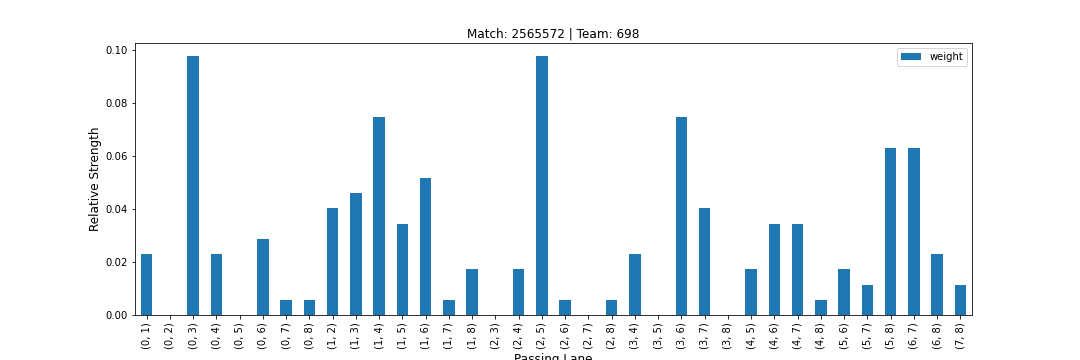 Match: 2565572 | Team: 698
weight
Relative Strength
0.10
0.08
0.06
0.04
0.02
0.00
(0, 1) (0, 2) (0, 3) (0, 4) (0, 5) (0, 6) (0, 7) (0, 8) (1, 2) (1, 3) (1, 4) (1, 5) (1, 6) (1, 7) (1, 8) (2, 3) (2, 4) (2, 5) (2, 6) (2, 7) (2, 8) (3, 4) (3, 5) (3, 6) (3, 7) (3, 8) (4, 5) (4, 6) (4, 7) (4, 8) (5, 6) (5, 7) (5, 8) (6, 7) (6, 8) (7, 8)
Passing Lane